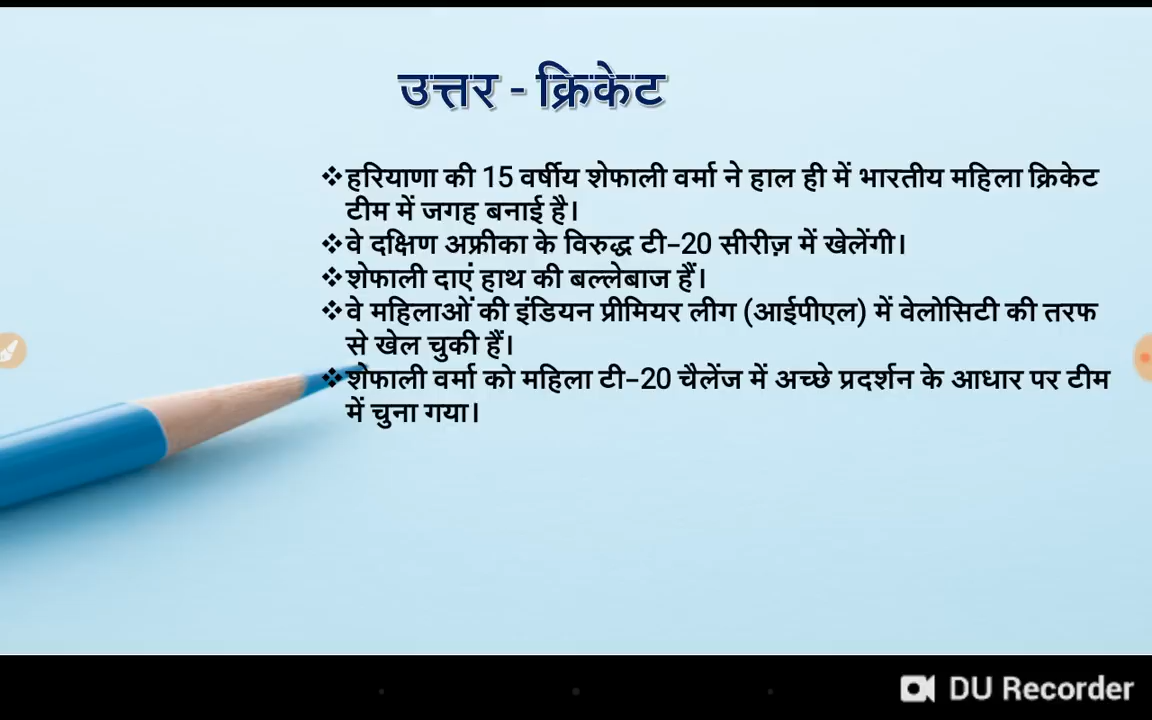 उत्तर - क्रिकेट
❖हरियाणा की 15 वर्षीय शेफाली वर्मा ने हाल ही में भारतीय महिला क्रिकेट
टीम में जगह बनाई है।
❖वे दक्षिण अफ्रीका के विरुद्ध टी-20 सीरीज़ में खेलेंगी।
❖शेफाली दाएं हाथ की बल्लेबाज हैं।
❖वे महिलाओं की इंडियन प्रीमियर लीग (आईपीएल) में वेलोसिटी की तरफ
से खेल चुकी हैं।
❖शेफाली वर्मा को महिला टी-20 चैलेंज में अच्छे प्रदर्शन के आधार पर टीम
में चुना गया।
DU Recorder